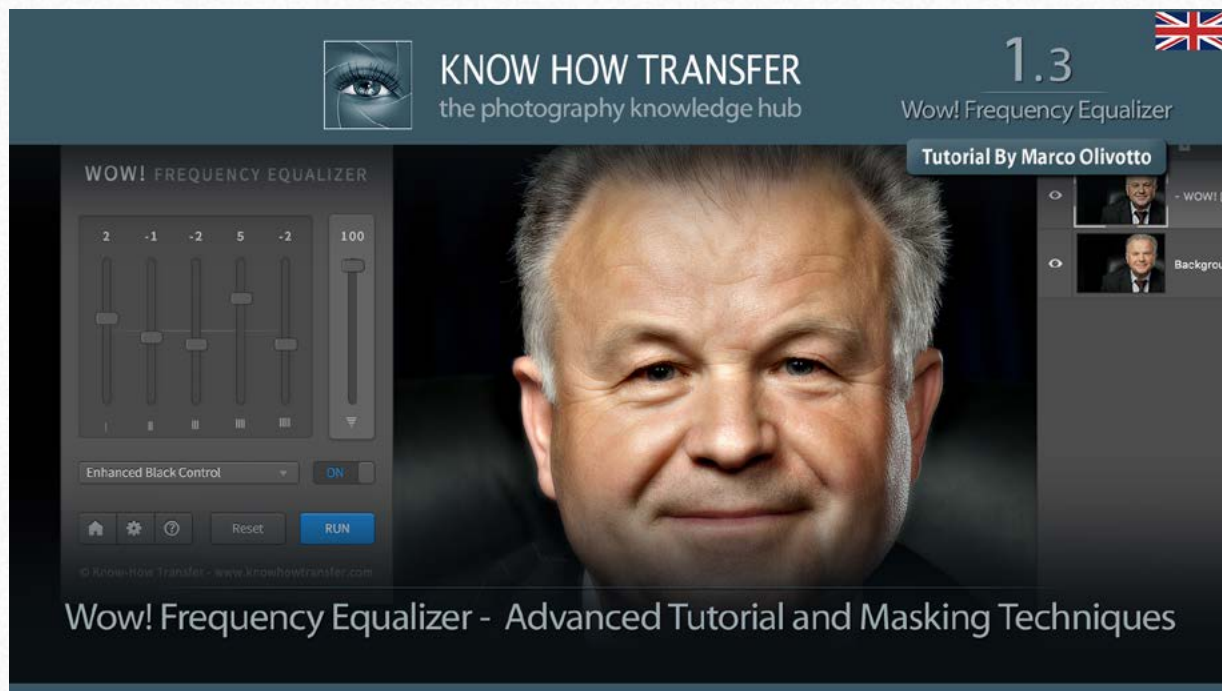 KNOW HOW TRANSFER
the photography knowledge hub
1.3
Wow! Frequency Equalizer
Tutorial By Marco Olivotto
WOW! FREQUENCY EQUALIZER
2 -1 -2 5 -2 100
- WOW!
Backgrou
Enhanced Black Control
ON
Reset
RUN
© Know-How Transfer - www.knowhowtransfer.com
Wow! Frequency Equalizer - Advanced Tutorial and Masking Techniques